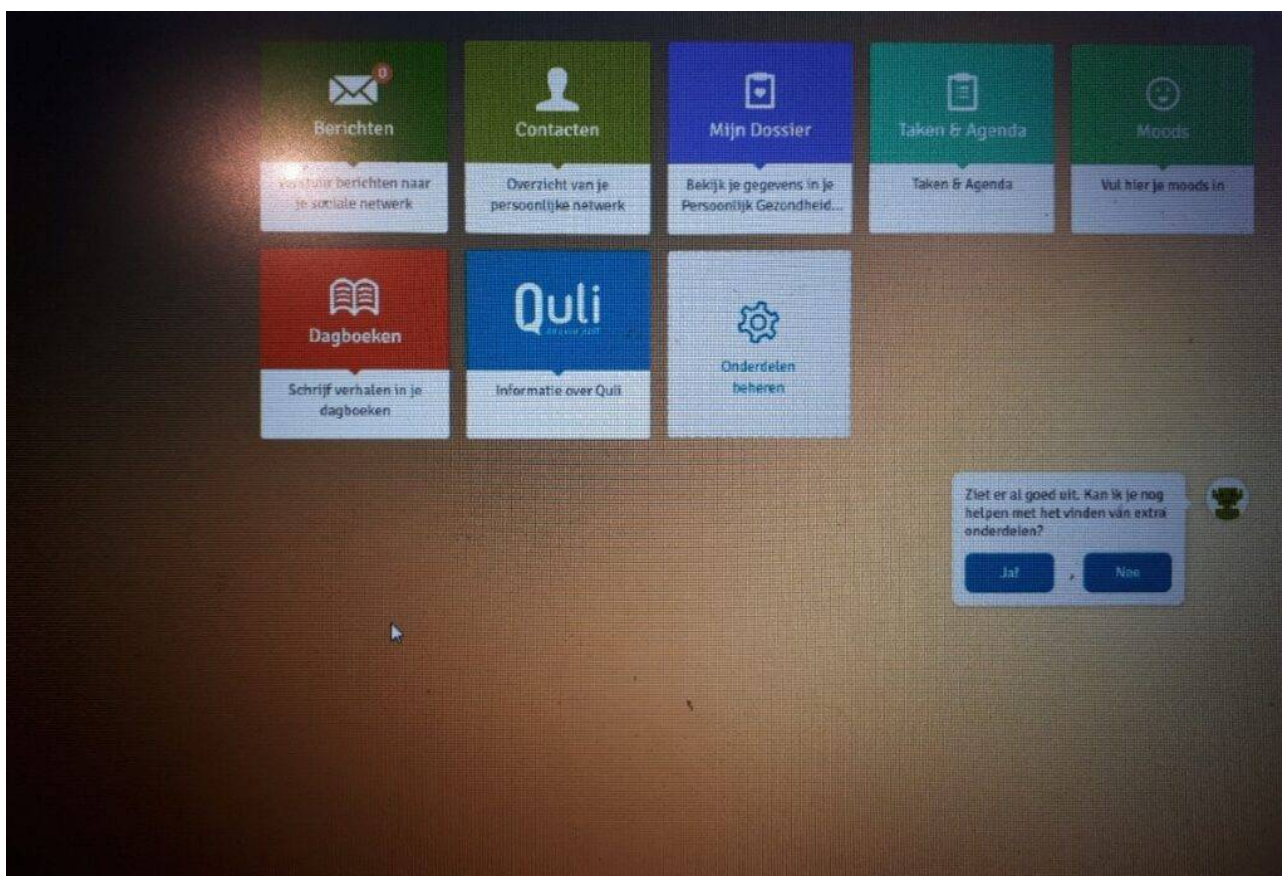 0
Berichten
berichten naar
je sociale netwerk
Contacten
Overzicht van je
persoonlijke netwerk
Mijn Dossier
Bekijk je gegevens in je
Persoonlijk Gezondheid...
Taken & Agenda
Taken & Agenda
Moods
Vul hier je moods in
Dagboeken
Schrijf verhalen in je
dagboeken
Quli
Informatie over Quli
Onderdelen
beheren
Ziet er al goed uit. Kan ik je nog
helpen met het vinden van extra
onderdelen?
Ja! , Nee